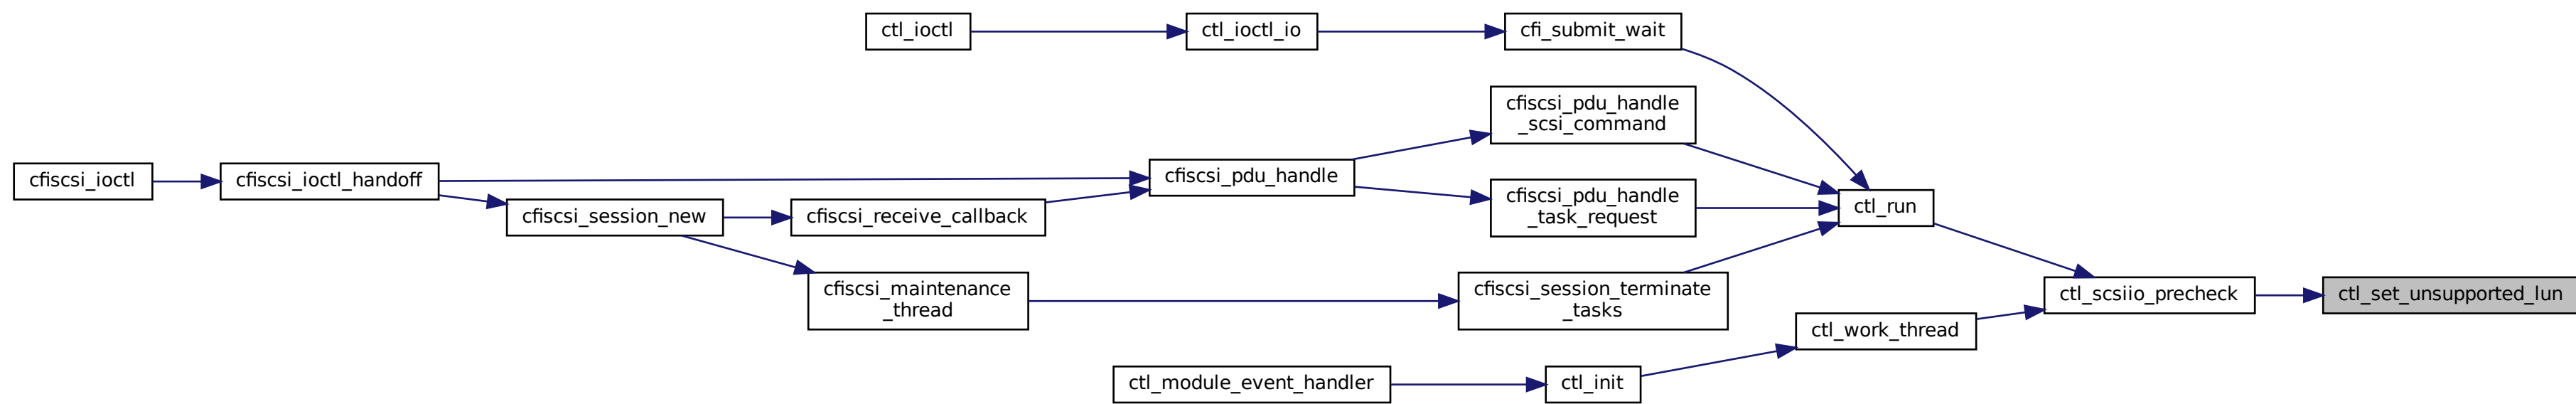 ctl_ioctl
ctl_ioctl_io
cfi_submit_wait
cfiscsi_pdu_handle
_scsi_command
cfiscsi_ioctl
cfiscsi_ioctl_handoff
cfiscsi_pdu_handle
cfiscsi_session_new
cfiscsi_receive_callback
cfiscsi_pdu_handle
_task_request
ctl_run
cfiscsi_maintenance
_thread
cfiscsi_session_terminate
_tasks
ctl_scsiio_precheck
ctl_set_unsupported_lun
ctl_work_thread
ctl_module_event_handler
ctl_init